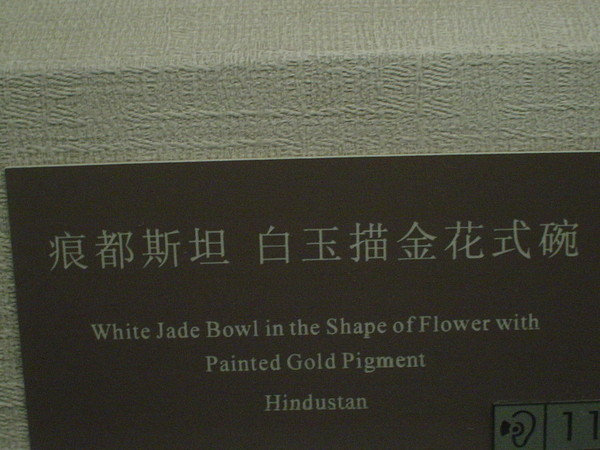 痕都斯坦 白玉描金花式碗
White Jade Bowl in the Shape of Flower with
Painted Gold Pigment
Hindustan